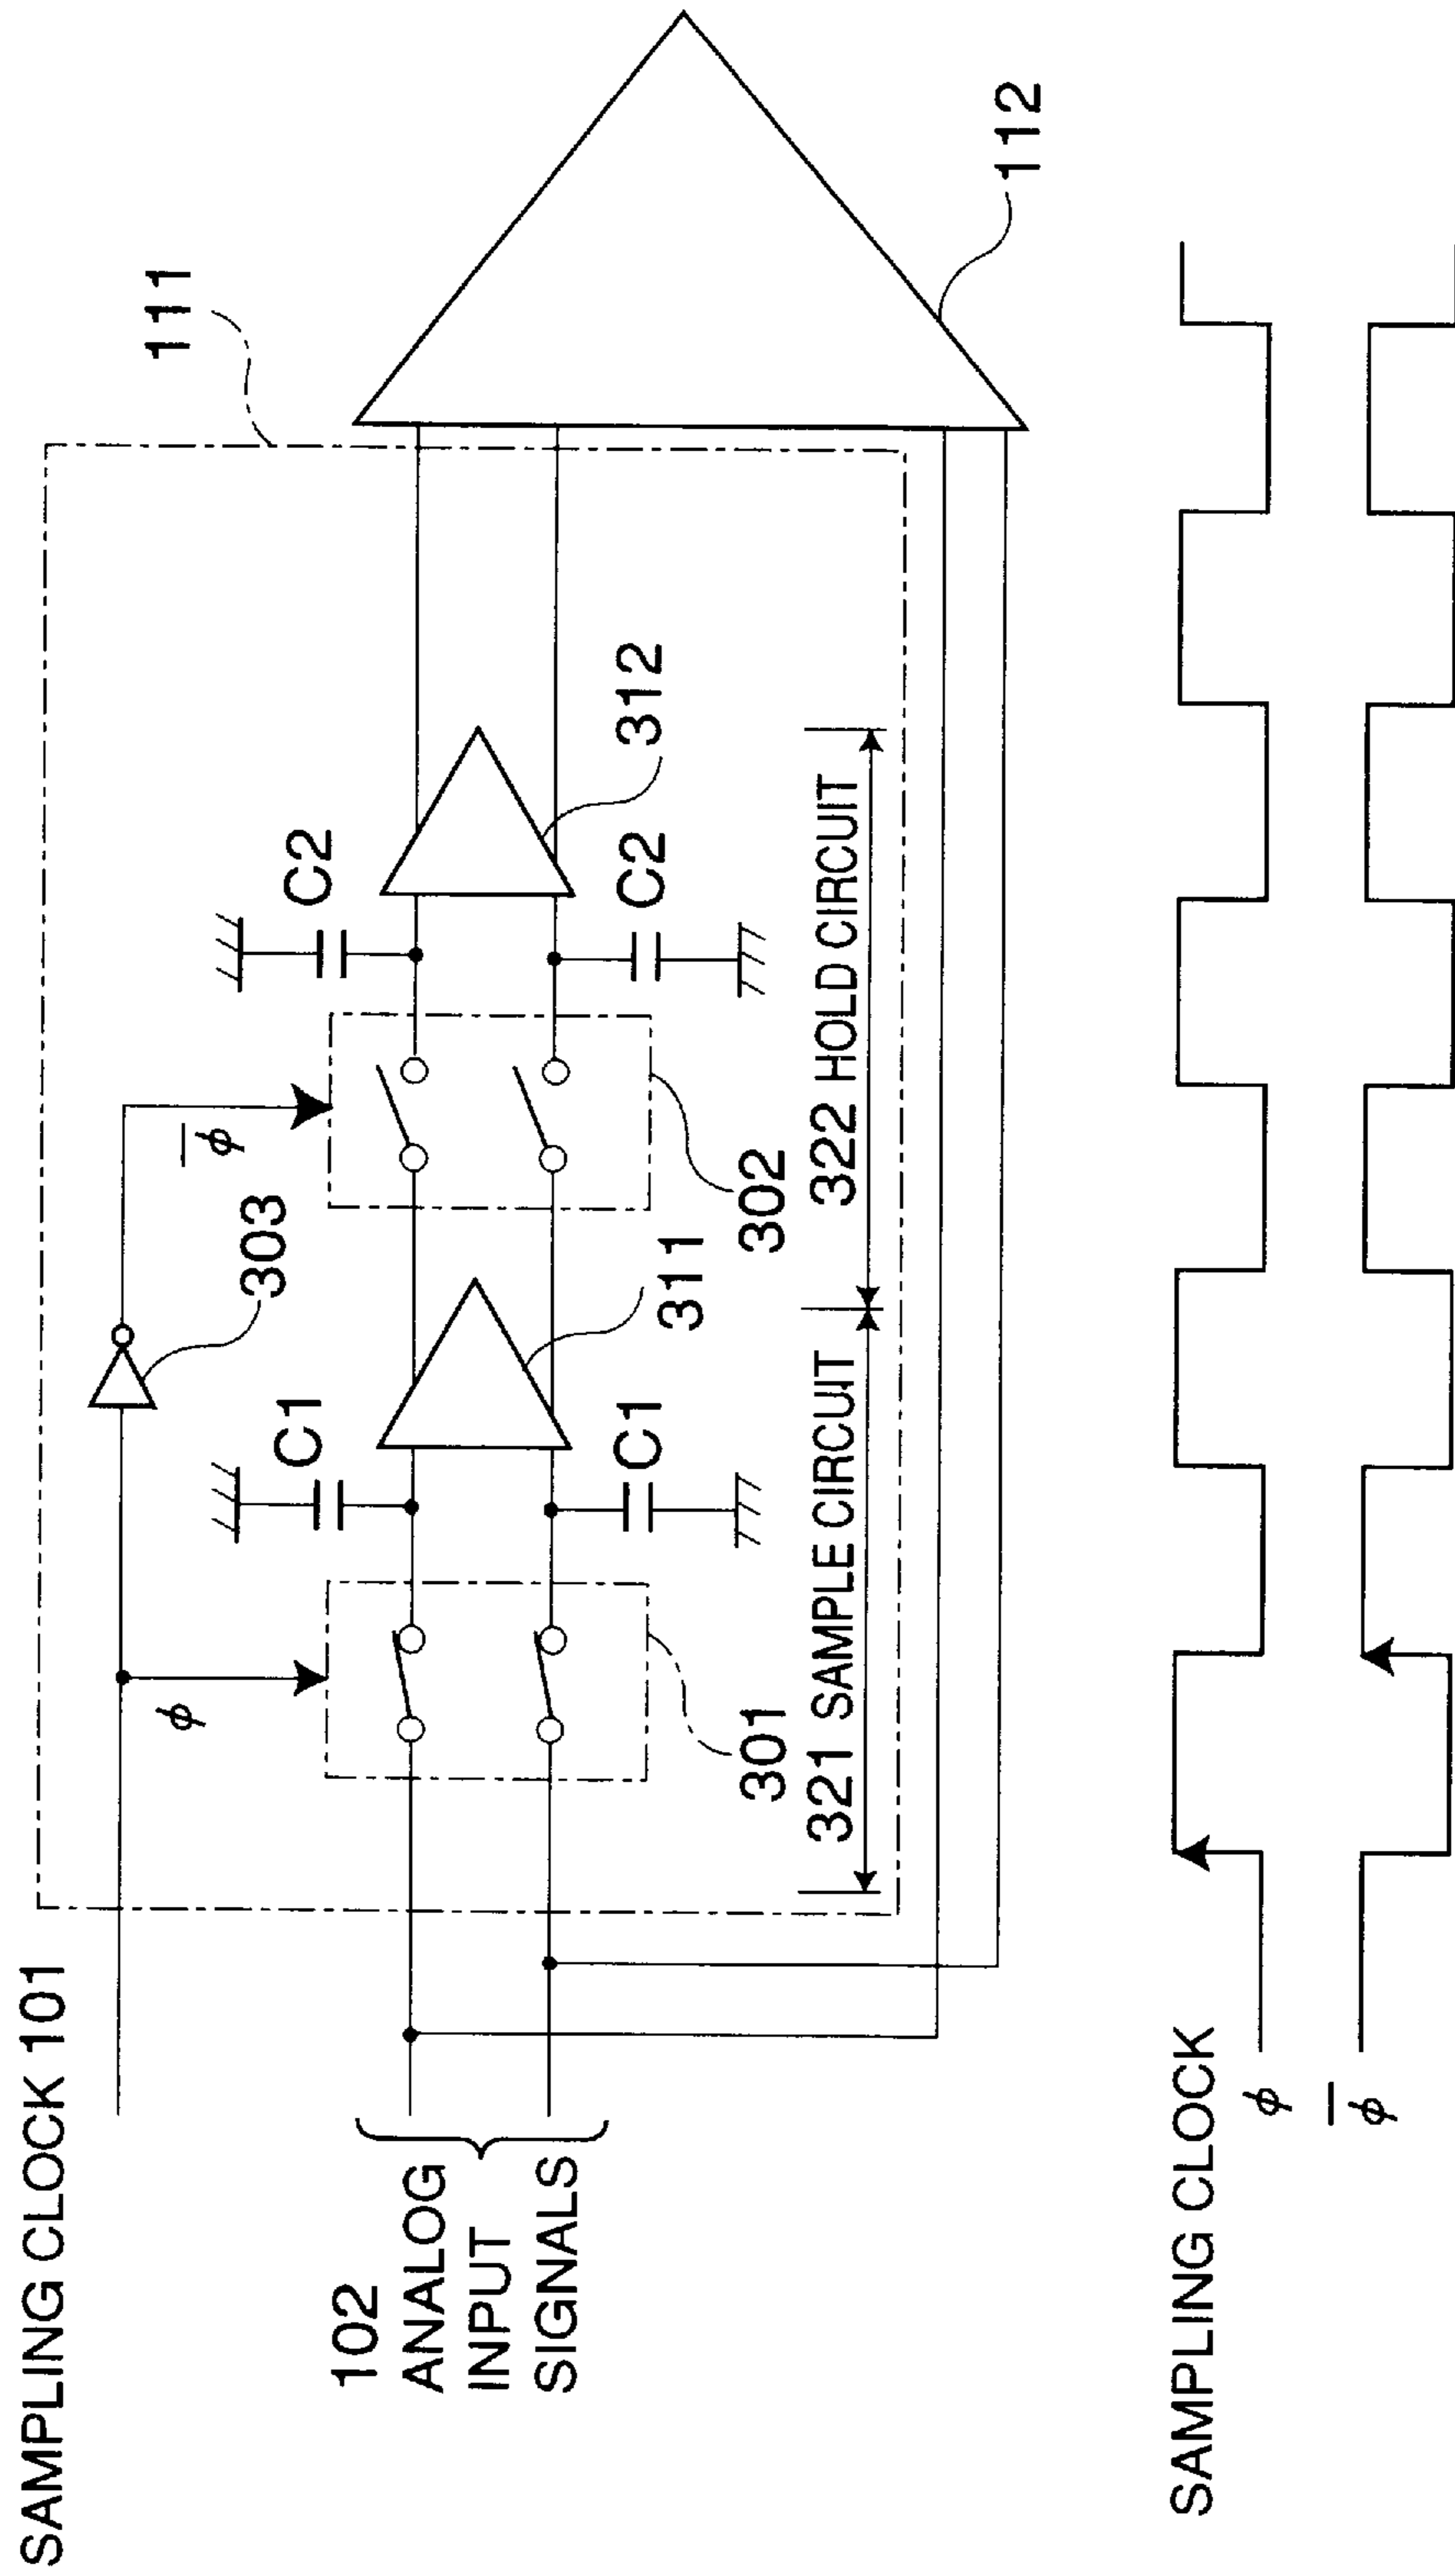 SAMPLING CLOCK 101
111
303
φ
φ̅
C1
C2
102
ANALOG
INPUT
SIGNALS
C1
C2
312
311
301
302
321 SAMPLE CIRCUIT
322 HOLD CIRCUIT
112
SAMPLING CLOCK
φ
φ̅